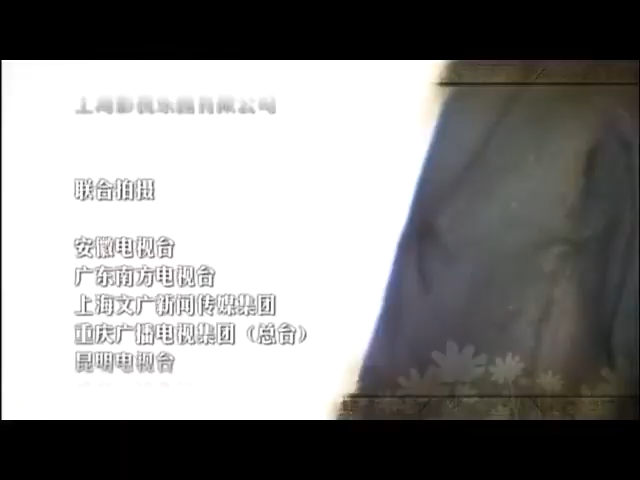 上海影视乐园有限公司
联合拍摄
安徽电视台
广东南方电视台
上海文广新闻传媒集团
重庆广播电视集团（总台）
昆明电视台